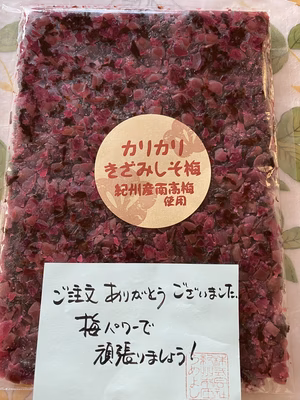 カリカリ
きざみしそ梅
紀州産南高梅
使用
ご注文 ありがとう ございました、
梅パワーで
頑張りましょう!